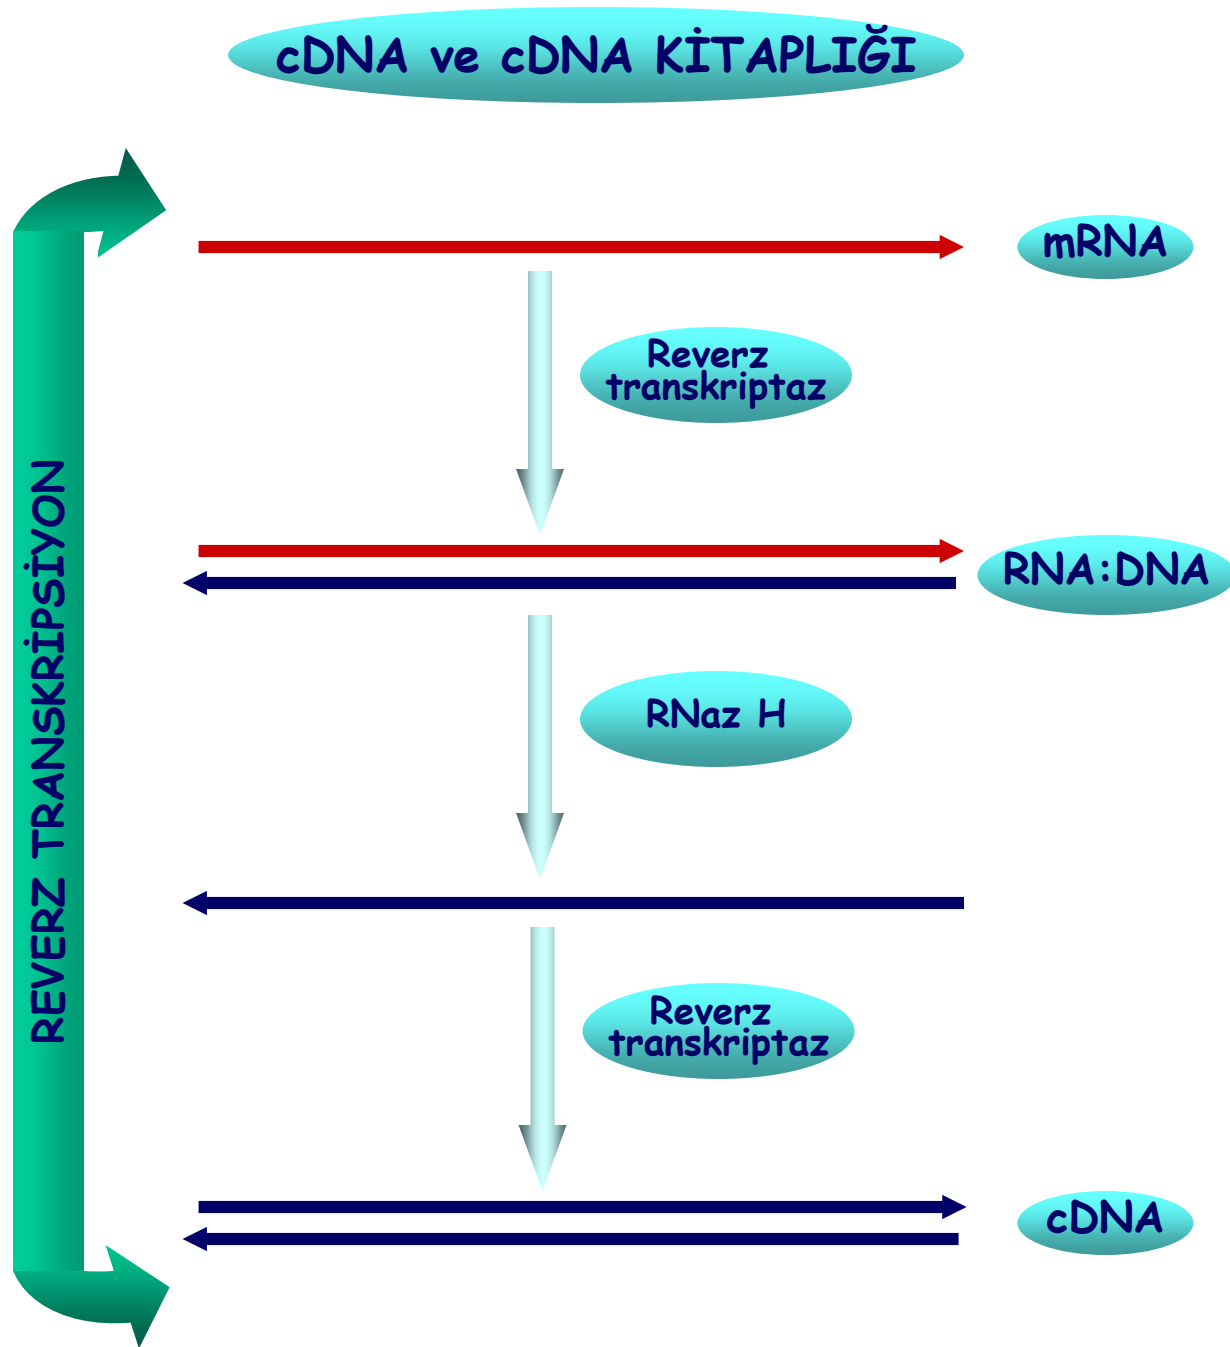 cDNA ve cDNA KİTAPLIĞI
mRNA
Reverz
transkriptaz
REVERZ TRANSKRİPSİYON
RNA:DNA
RNaz H
Reverz
transkriptaz
cDNA